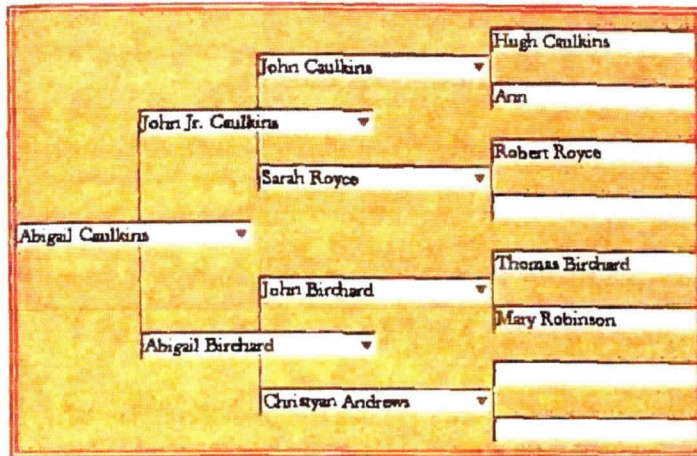 Hugh Caulkins
John Caulkins
Ann
John Jr. Caulkins
Robert Royce
Sarah Royce
Abigail Caulkins
Thomas Birchard
John Birchard
Mary Robinson
Abigail Birchard
Christyan Andrews